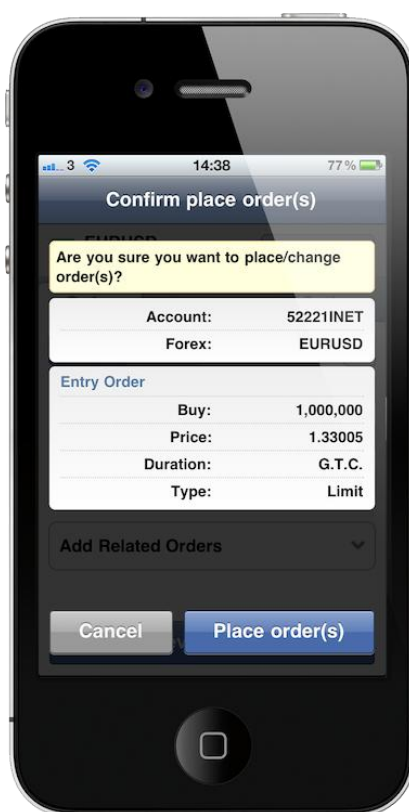 3 14:38 77%
Confirm place order(s)
EURUSD
Are you sure you want to place/change
order(s)?
Account: 52221INET
Forex: EURUSD
Entry Order
Buy: 1,000,000
Price: 1.33005
Duration: G.T.C.
Type: Limit
Add Related Orders
Cancel Place order(s)